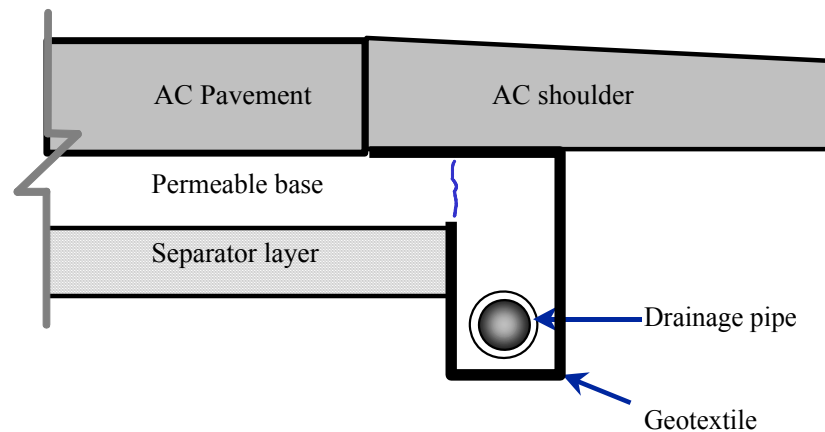 AC Pavement
AC shoulder
Permeable base
Separator layer
Drainage pipe
Geotextile